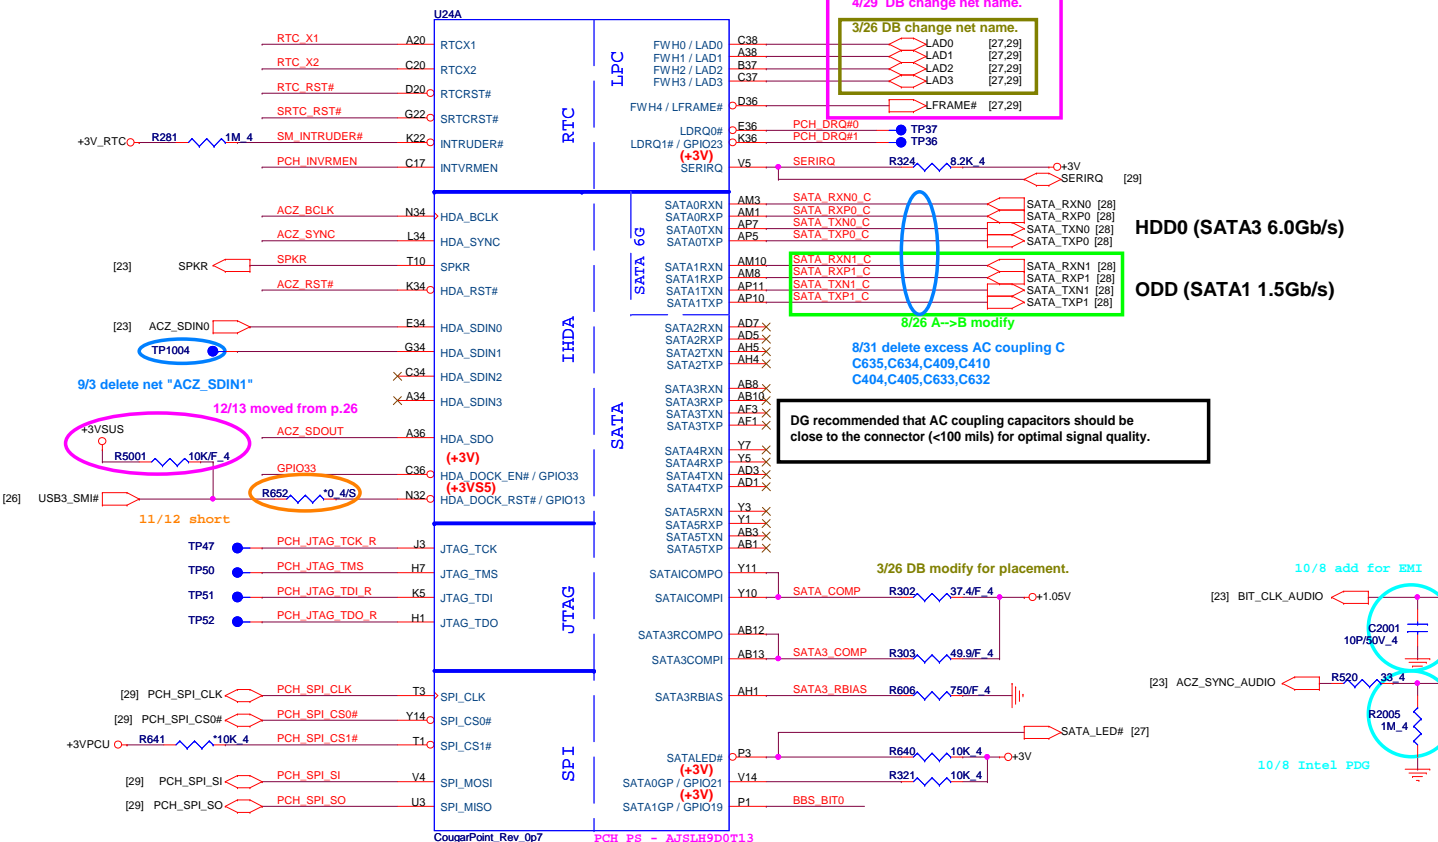 U24A
4/29 DB change net name.
3/26 DB change net name.
RTC_X1 A20 RTCX1
RTC_X2 C20 RTCX2
RTC_RST# D20 RTCRST#
SRTC_RST# G22 SRTCRST#
+3V_RTC R281 1M_4 SM_INTRUDER# K22 INTRUDER#
PCH_INVRMEN C17 INTVRMEN
RTC
LPC
FWH0 / LAD0 C38 LAD0 [27,29]
FWH1 / LAD1 A38 LAD1 [27,29]
FWH2 / LAD2 B37 LAD2 [27,29]
FWH3 / LAD3 C37 LAD3 [27,29]
FWH4 / LFRAME# D36 LFRAME# [27,29]
LDRQ0# E36 PCH_DRQ#0 TP37
LDRQ1# / GPIO23 K36 PCH_DRQ#1 TP36
(+3V)
SERIRQ V5 SERIRQ R324 8.2K_4 +3V
SERIRQ [29]
ACZ_BCLK N34 HDA_BCLK
ACZ_SYNC L34 HDA_SYNC
[23] SPKR SPKR T10 SPKR
ACZ_RST# K34 HDA_RST#
[23] ACZ_SDIN0 E34 HDA_SDIN0
TP1004 G34 HDA_SDIN1
9/3 delete net "ACZ_SDIN1"
C34 HDA_SDIN2
A34 HDA_SDIN3
12/13 moved from p.26
+3VSUS
ACZ_SDOUT A36 HDA_SDO
R5001 10K/F_4
(+3V)
GPIO33 C36 HDA_DOCK_EN# / GPIO33
(+3VS5)
[26] USB3_SMI# R652 *0_4/S N32 HDA_DOCK_RST# / GPIO13
11/12 short
IHDA
SATA 6G
SATA
SATA0RXN AM3 SATA_RXN0_C SATA_RXN0 [28]
SATA0RXP AM1 SATA_RXP0_C SATA_RXP0 [28]
SATA0TXN AP7 SATA_TXN0_C SATA_TXN0 [28]
SATA0TXP AP5 SATA_TXP0_C SATA_TXP0 [28]
HDD0 (SATA3 6.0Gb/s)
SATA1RXN AM10 SATA_RXN1_C SATA_RXN1 [28]
SATA1RXP AM8 SATA_RXP1_C SATA_RXP1 [28]
SATA1TXN AP11 SATA_TXN1_C SATA_TXN1 [28]
SATA1TXP AP10 SATA_TXP1_C SATA_TXP1 [28]
ODD (SATA1 1.5Gb/s)
8/26 A-->B modify
SATA2RXN AD7
SATA2RXP AD5
SATA2TXN AH5
SATA2TXP AH4
8/31 delete excess AC coupling C
C635,C634,C409,C410
C404,C405,C633,C632
SATA3RXN AB8
SATA3RXP AB10
SATA3TXN AF3
SATA3TXP AF1
DG recommended that AC coupling capacitors should be
close to the connector (<100 mils) for optimal signal quality.
SATA4RXN Y7
SATA4RXP Y5
SATA4TXN AD3
SATA4TXP AD1
SATA5RXN Y3
SATA5RXP Y1
SATA5TXN AB3
SATA5TXP AB1
TP47 PCH_JTAG_TCK_R J3 JTAG_TCK
TP50 PCH_JTAG_TMS H7 JTAG_TMS
TP51 PCH_JTAG_TDI_R K5 JTAG_TDI
TP52 PCH_JTAG_TDO_R H1 JTAG_TDO
JTAG
3/26 DB modify for placement.
SATAICOMPO Y11
SATAICOMPI Y10 SATA_COMP R302 37.4/F_4 +1.05V
SATA3RCOMPO AB12
SATA3COMPI AB13 SATA3_COMP R303 49.9/F_4
SATA3RBIAS AH1 SATA3_RBIAS R606 750/F_4
[29] PCH_SPI_CLK PCH_SPI_CLK T3 SPI_CLK
[29] PCH_SPI_CS0# PCH_SPI_CS0# Y14 SPI_CS0#
+3VPCU R641 *10K_4 PCH_SPI_CS1# T1 SPI_CS1#
[29] PCH_SPI_SI PCH_SPI_SI V4 SPI_MOSI
[29] PCH_SPI_SO PCH_SPI_SO U3 SPI_MISO
SPI
SATA_LED# [27]
SATALED# P3 R640 10K_4 +3V
(+3V)
SATA0GP / GPIO21 V14 R321 10K_4
(+3V)
SATA1GP / GPIO19 P1 BBS_BIT0
CougarPoint_Rev_0p7
PCH PS - AJSLH9D0T13
10/8 add for EMI
[23] BIT_CLK_AUDIO
C2001
10P/50V_4
[23] ACZ_SYNC_AUDIO R520 33_4
R2005
1M_4
10/8 Intel PDG